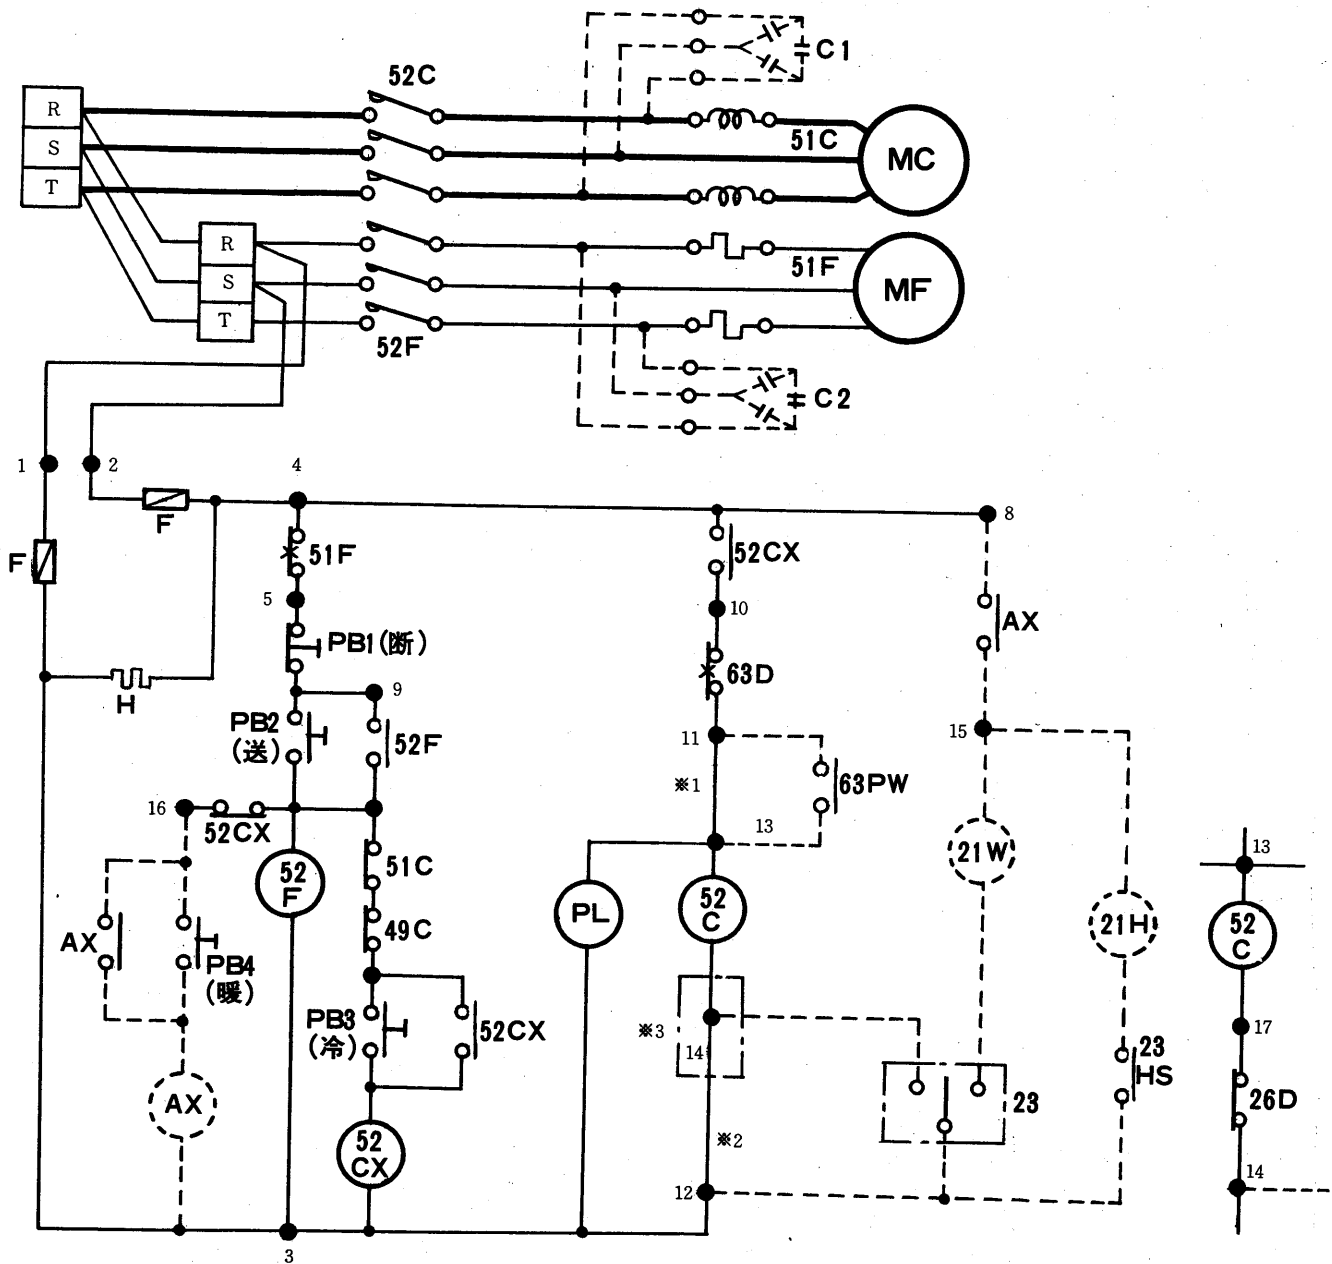 C1
52C
R
51C
S
MC
T
R
51F
S
MF
T
52F
C2
1
2
4
8
F
F
51F
52CX
5
10
AX
PB1(断)
63D
H
9
PB2
(送)
52F
11
15
※1
63PW
16
52CX
13
21W
13
51C
52
F
PL
52
C
21H
52
C
49C
AX
PB4
(暖)
PB3
(冷)
52CX
※3
17
14
23
HS
AX
23
26D
52
CX
※2
12
14
3